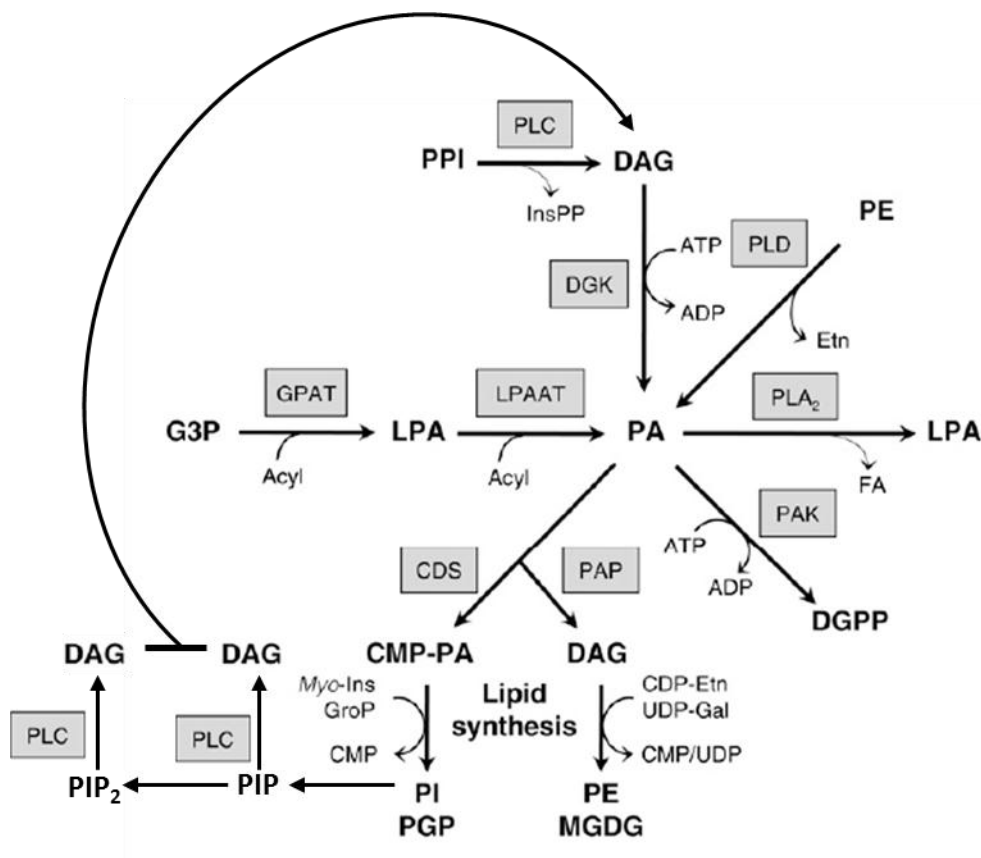 PLC
PPI
DAG
InsPP
PE
ATP
PLD
DGK
ADP
Etn
GPAT
LPAAT
PLA₂
G3P
LPA
PA
LPA
Acyl
Acyl
FA
PAK
ATP
ADP
CDS
PAP
DGPP
DAG
DAG
CMP-PA
DAG
Myo-Ins
GroP
CMP
Lipid
synthesis
CDP-Etn
UDP-Gal
CMP/UDP
PLC
PLC
PIP₂
PIP
PI
PGP
PE
MGDG